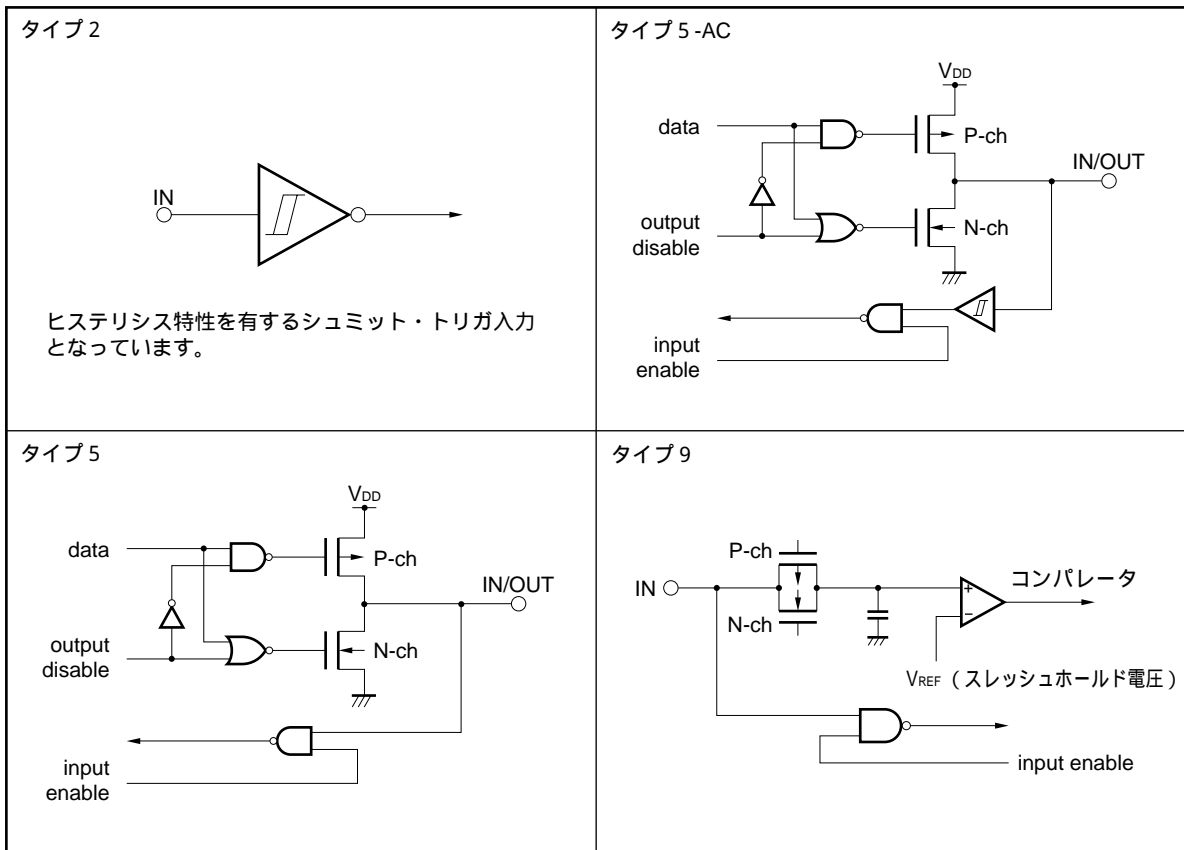 タイプ2
IN
ヒステリシス特性を有するシュミット・トリガ入力
となっています。
タイプ5-AC
VDD
data
P-ch
IN/OUT
output
disable
N-ch
input
enable
タイプ5
VDD
data
P-ch
IN/OUT
output
disable
N-ch
input
enable
タイプ9
P-ch
IN
コンパレータ
+
−
N-ch
VREF(スレッシュホールド電圧)
input enable